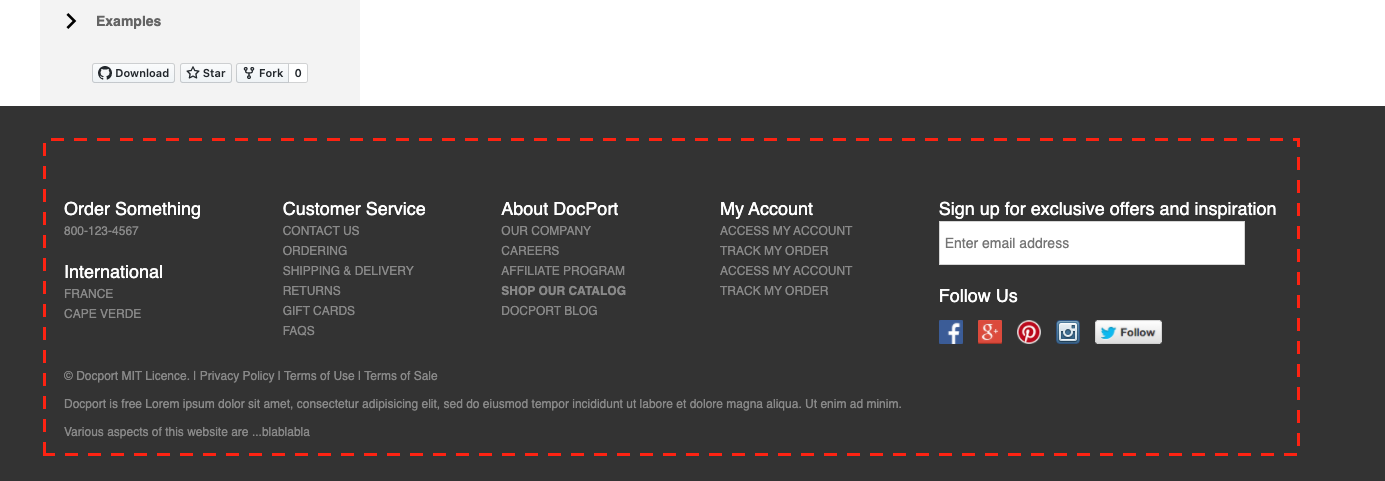 Examples
Download Star Fork 0
Order Something
800-123-4567
International
FRANCE
CAPE VERDE
Customer Service
CONTACT US
ORDERING
SHIPPING & DELIVERY
RETURNS
GIFT CARDS
FAQS
About DocPort
OUR COMPANY
CAREERS
AFFILIATE PROGRAM
SHOP OUR CATALOG
DOCPORT BLOG
My Account
ACCESS MY ACCOUNT
TRACK MY ORDER
ACCESS MY ACCOUNT
TRACK MY ORDER
Sign up for exclusive offers and inspiration
Enter email address
Follow Us
f g+ Follow
© Docport MIT Licence. | Privacy Policy | Terms of Use | Terms of Sale
Docport is free Lorem ipsum dolor sit amet, consectetur adipisicing elit, sed do eiusmod tempor incididunt ut labore et dolore magna aliqua. Ut enim ad minim.
Various aspects of this website are ...blablabla